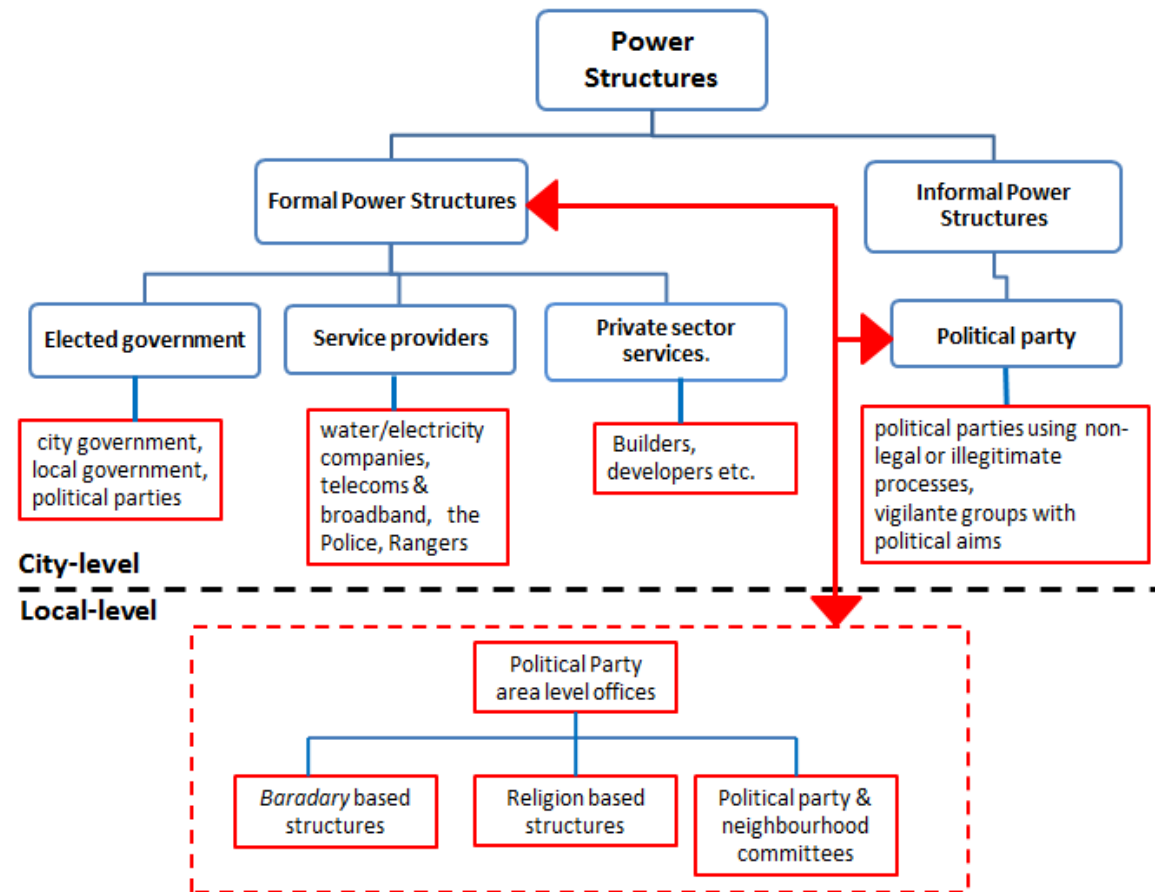 Power
Structures
Formal Power Structures
Informal Power
Structures
Elected government
Service providers
Private sector
services.
Political party
city government,
local government,
political parties
water/electricity
companies,
telecoms &
broadband, the
Police, Rangers
Builders,
developers etc.
political parties using non-
legal or illegitimate
processes,
vigilante groups with
political aims
City-level
Local-level
Political Party
area level offices
Baradary based
structures
Religion based
structures
Political party &
neighbourhood
committees